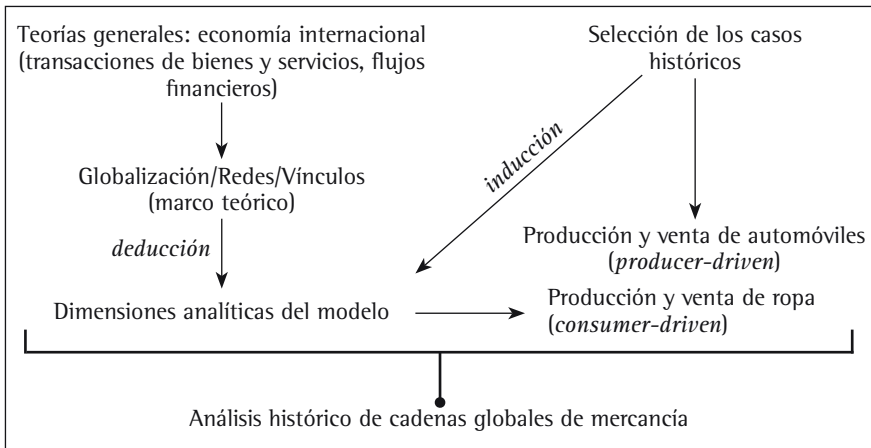 Teorías generales: economía internacional
(transacciones de bienes y servicios, flujos
financieros)
Selección de los casos
históricos
inducción
Globalización/Redes/Vínculos
(marco teórico)
deducción
Producción y venta de automóviles
(producer-driven)
Dimensiones analíticas del modelo
Producción y venta de ropa
(consumer-driven)
Análisis histórico de cadenas globales de mercancía